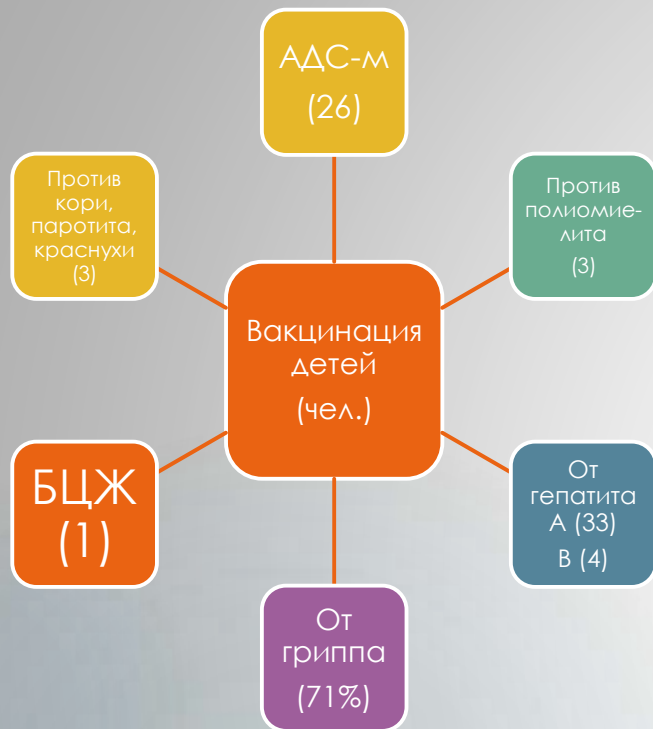 АДС-м
(26)
Против
кори,
паротита,
краснухи
(3)
Против
полиомие-
лита
(3)
Вакцинация
детей
(чел.)
БЦЖ
(1)
От
гепатита
А (33)
В (4)
От
гриппа
(71%)